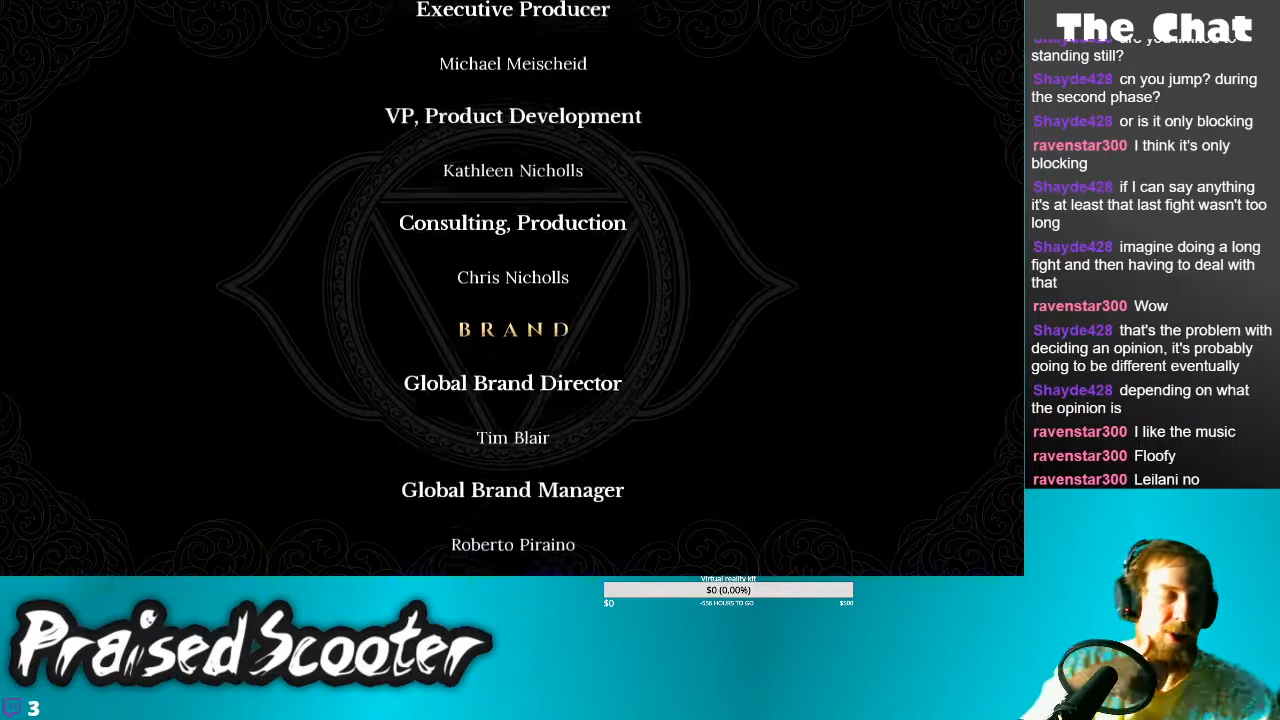 Executive Producer
Michael Meischeid
VP, Product Development
Kathleen Nicholls
Consulting, Production
Chris Nicholls
BRAND
Global Brand Director
Tim Blair
Global Brand Manager
Roberto Piraino
The Chat
standing still?
Shayde428 cn you jump? during
the second phase?
Shayde428 or is it only blocking
ravenstar300 I think it's only
blocking
Shayde428 if I can say anything
it's at least that last fight wasn't too
long
Shayde428 imagine doing a long
fight and then having to deal with
that
ravenstar300 Wow
Shayde428 that's the problem with
deciding an opinion, it's probably
going to be different eventually
Shayde428 depending on what
the opinion is
ravenstar300 I like the music
ravenstar300 Floofy
ravenstar300 Leilani no
Virtual reality kit
$0 (0.00%)
$0
-556 HOURS TO GO
$500
Praised Scooter
3